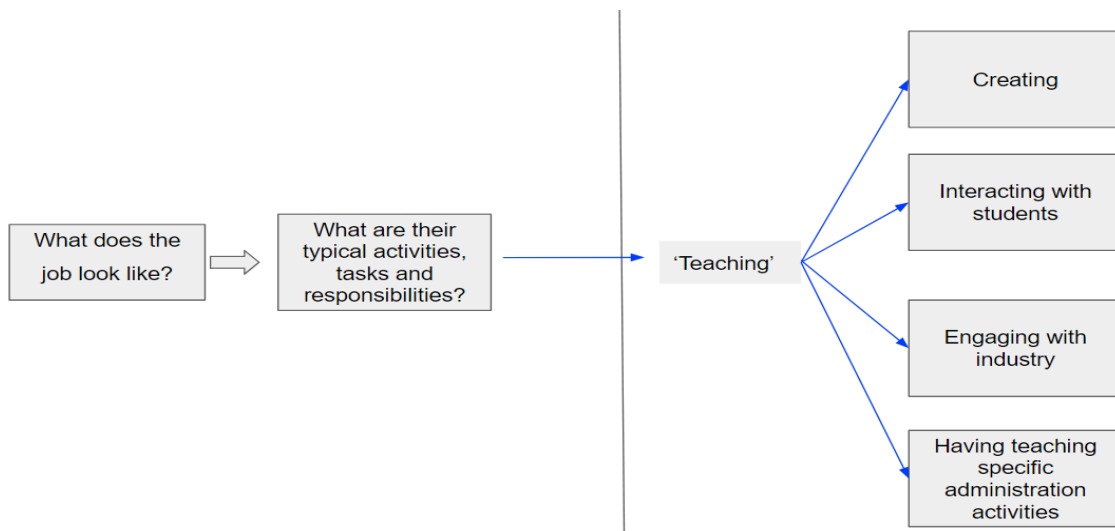 What does the
job look like?
What are their
typical activities,
tasks and
responsibilities?
‘Teaching’
Creating
Interacting with
students
Engaging with
industry
Having teaching
specific
administration
activities